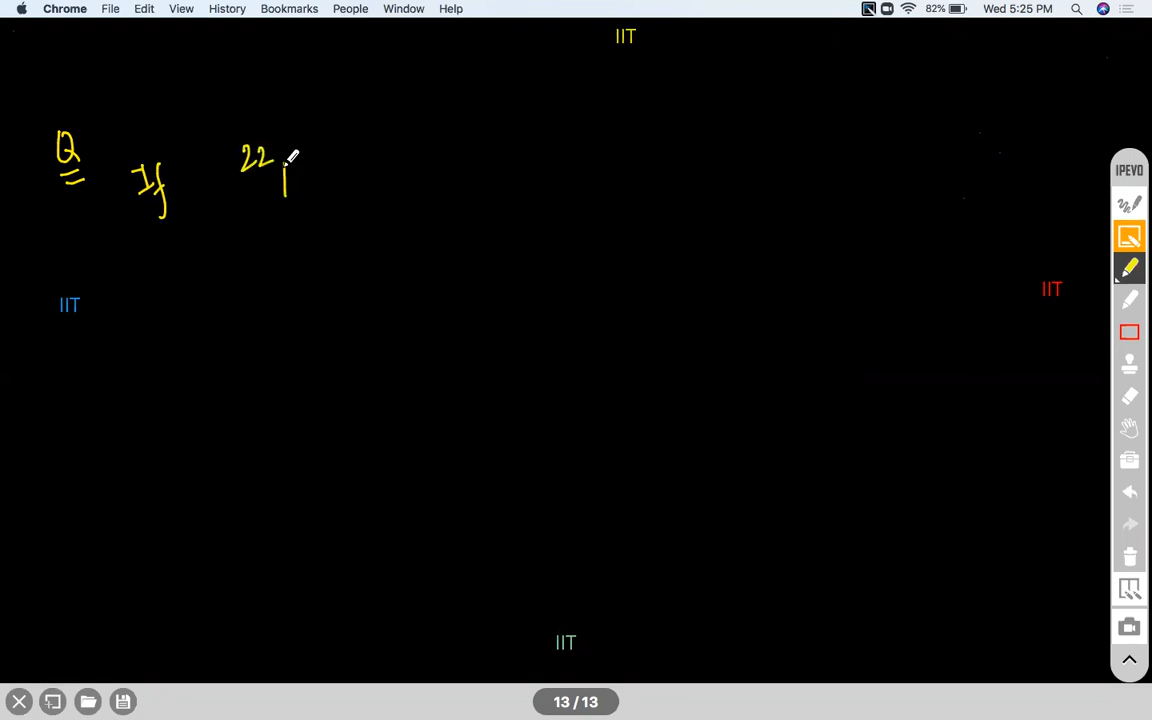 Chrome File Edit View History Bookmarks People Window Help 82% Wed 5:25 PM
IIT
Q
If 22
IPEVO
IIT
IIT
IIT
13 / 13